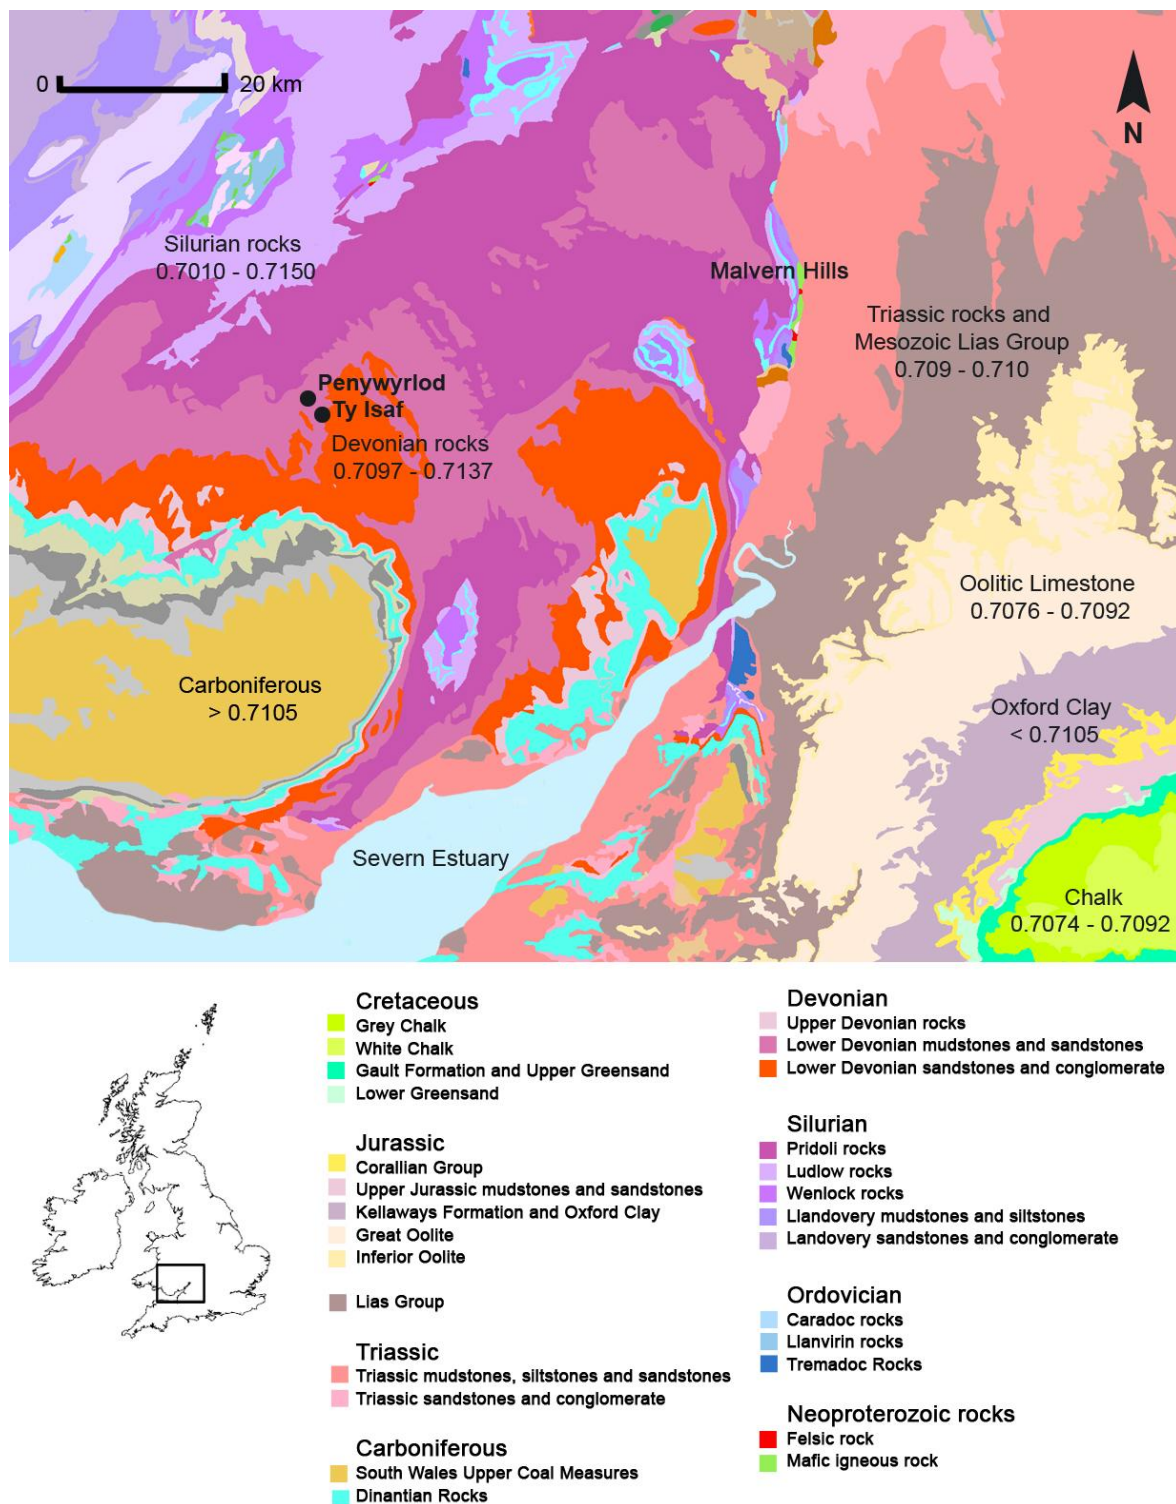 0
20 km
N
Silurian rocks
0.7010 - 0.7150
Malvern Hills
Triassic rocks and
Mesozoic Lias Group
0.709 - 0.710
Penywyrlod
Ty Isaf
Devonian rocks
0.7097 - 0.7137
Oolitic Limestone
0.7076 - 0.7092
Carboniferous
> 0.7105
Oxford Clay
< 0.7105
Severn Estuary
Chalk
0.7074 - 0.7092
Cretaceous
Grey Chalk
White Chalk
Gault Formation and Upper Greensand
Lower Greensand
Jurassic
Corallian Group
Upper Jurassic mudstones and sandstones
Kellaways Formation and Oxford Clay
Great Oolite
Inferior Oolite
Lias Group
Triassic
Triassic mudstones, siltstones and sandstones
Triassic sandstones and conglomerate
Carboniferous
South Wales Upper Coal Measures
Dinantian Rocks
Devonian
Upper Devonian rocks
Lower Devonian mudstones and sandstones
Lower Devonian sandstones and conglomerate
Silurian
Pridoli rocks
Ludlow rocks
Wenlock rocks
Llandovery mudstones and siltstones
Landovery sandstones and conglomerate
Ordovician
Caradoc rocks
Llanvirin rocks
Tremadoc Rocks
Neoproterozoic rocks
Felsic rock
Mafic igneous rock